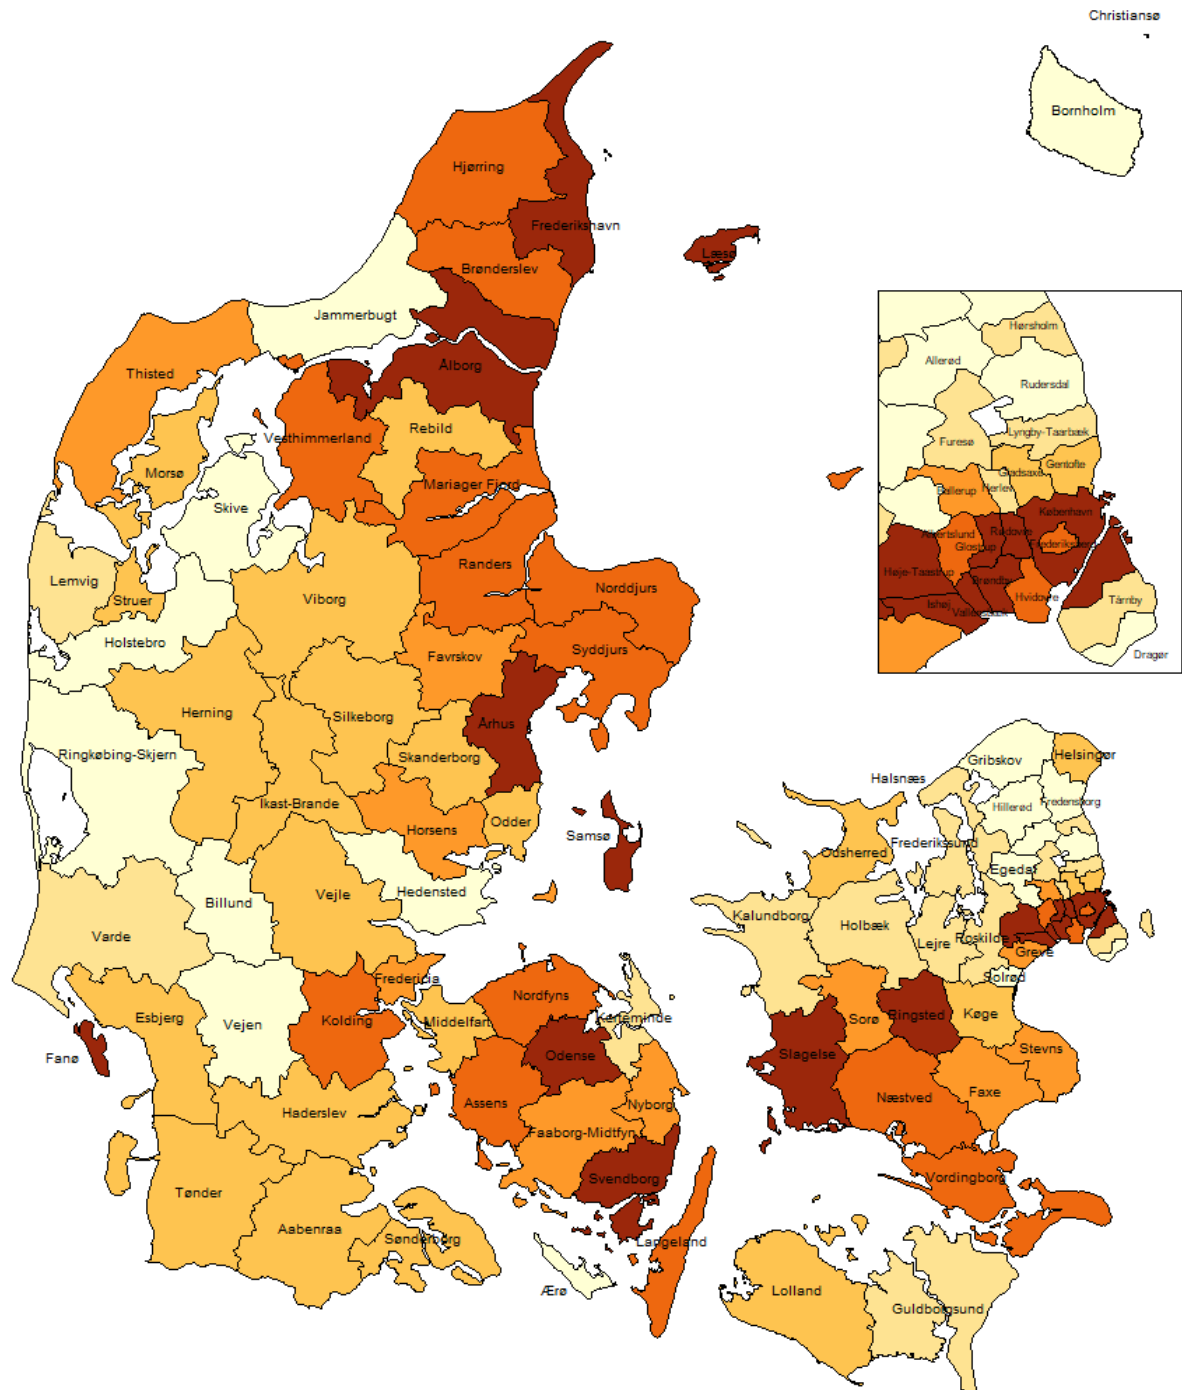 Christiansø
Bornholm
Hjørring
Frederikshavn
Læsø
Brønderslev
Jammerbugt
Ålborg
Thisted
Vesthimmerland
Rebild
Morsø
Mariager Fjord
Skive
Randers
Norddjurs
Lemvig
Struer
Viborg
Holstebro
Favrskov
Syddjurs
Herning
Silkeborg
Århus
Ringkøbing-Skjern
Skanderborg
Ikast-Brande
Horsens
Odder
Samsø
Hedensted
Vejle
Billund
Varde
Fredericia
Esbjerg
Vejen
Kolding
Fanø
Haderslev
Tønder
Aabenraa
Sønderborg
Middelfart
Nordfyns
Kerteminde
Odense
Assens
Nyborg
Faaborg-Midtfyn
Svendborg
Langeland
Ærø
Hørsholm
Allerød
Rudersdal
Lyngby-Taarbæk
Furesø
Gentofte
Gladsaxe
Ballerup
Herlev
København
Albertslund
Rødovre
Glostrup
Frederiksberg
Høje-Taastrup
Brøndby
Ishøj
Vallensbæk
Hvidovre
Tårnby
Dragør
Gribskov
Helsingør
Halsnæs
Hillerød
Fredensborg
Frederikssund
Odsherred
Egedal
Kalundborg
Holbæk
Lejre
Roskilde
Greve
Solrød
Sorø
Ringsted
Køge
Stevns
Slagelse
Næstved
Faxe
Vordingborg
Lolland
Guldborgsund